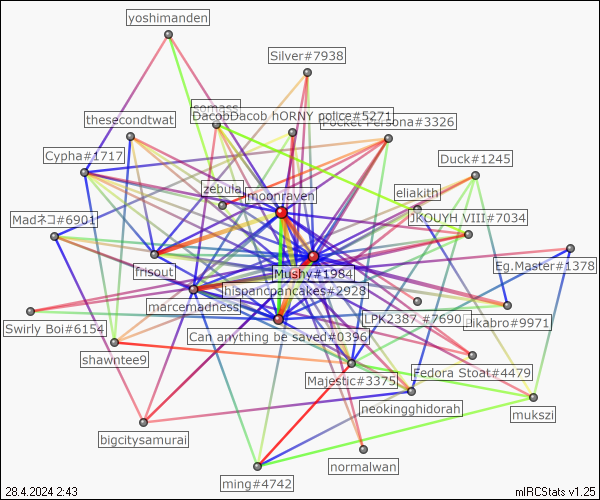 yoshimanden
Silver#7938
somass
DacobDacob hORNY police#5271
thesecondtwat
Pocket Persona#3326
Cypha#1717
Duck#1245
zebula
moonraven
eliakith
Madネコ#6901
JKOUYH VIII#7034
frisout
Mushy#1984
Eg.Master#1378
hispancpancakes#2928
marcemadness
LPK2387 #7690
Likabro#9971
Swirly Boi#6154
Can anything be saved#0396
shawntee9
Majestic#3375
Fedora Stoat#4479
neokingghidorah
mukszi
bigcitysamurai
normalwan
ming#4742
28.4.2024 2:43
mIRCStats v1.25